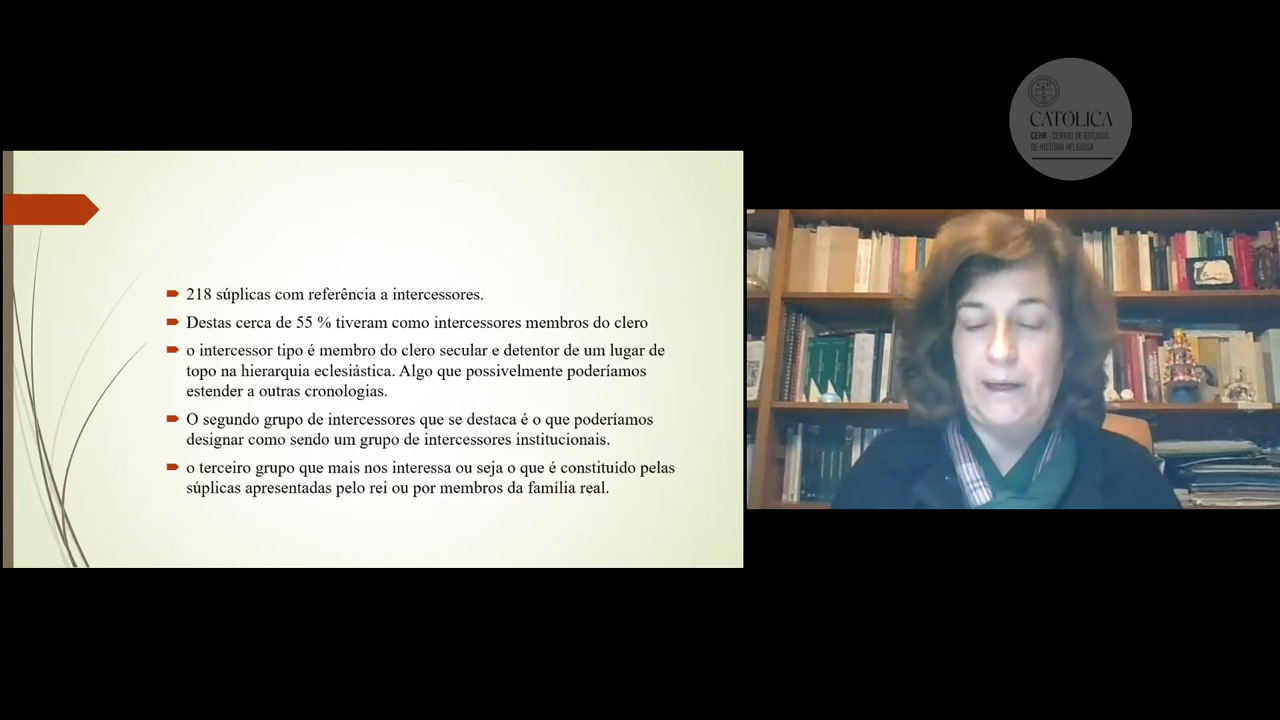 CATOLICA
CEHR - CENTRO DE ESTUDOS
DE HISTÓRIA RELIGIOSA
218 súplicas com referência a intercessores.
Destas cerca de 55 % tiveram como intercessores membros do clero
o intercessor tipo é membro do clero secular e detentor de um lugar de
topo na hierarquia eclesiástica. Algo que possivelmente poderíamos
estender a outras cronologias.
O segundo grupo de intercessores que se destaca é o que poderíamos
designar como sendo um grupo de intercessores institucionais.
o terceiro grupo que mais nos interessa ou seja o que é constituído pelas
súplicas apresentadas pelo rei ou por membros da família real.